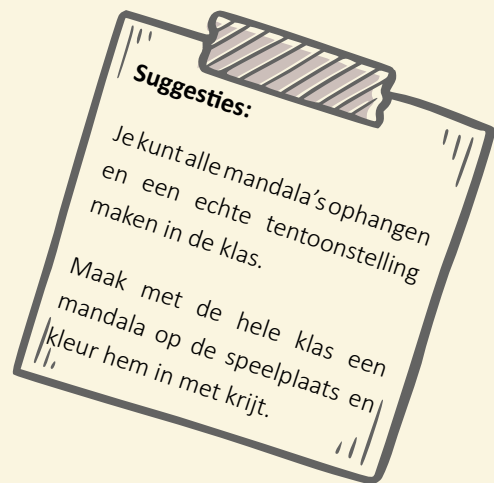 Suggesties:
Je kunt alle mandala's ophangen
en een echte tentoonstelling
maken in de klas.
Maak met de hele klas een
mandala op de speelplaats en
kleur hem in met krijt.